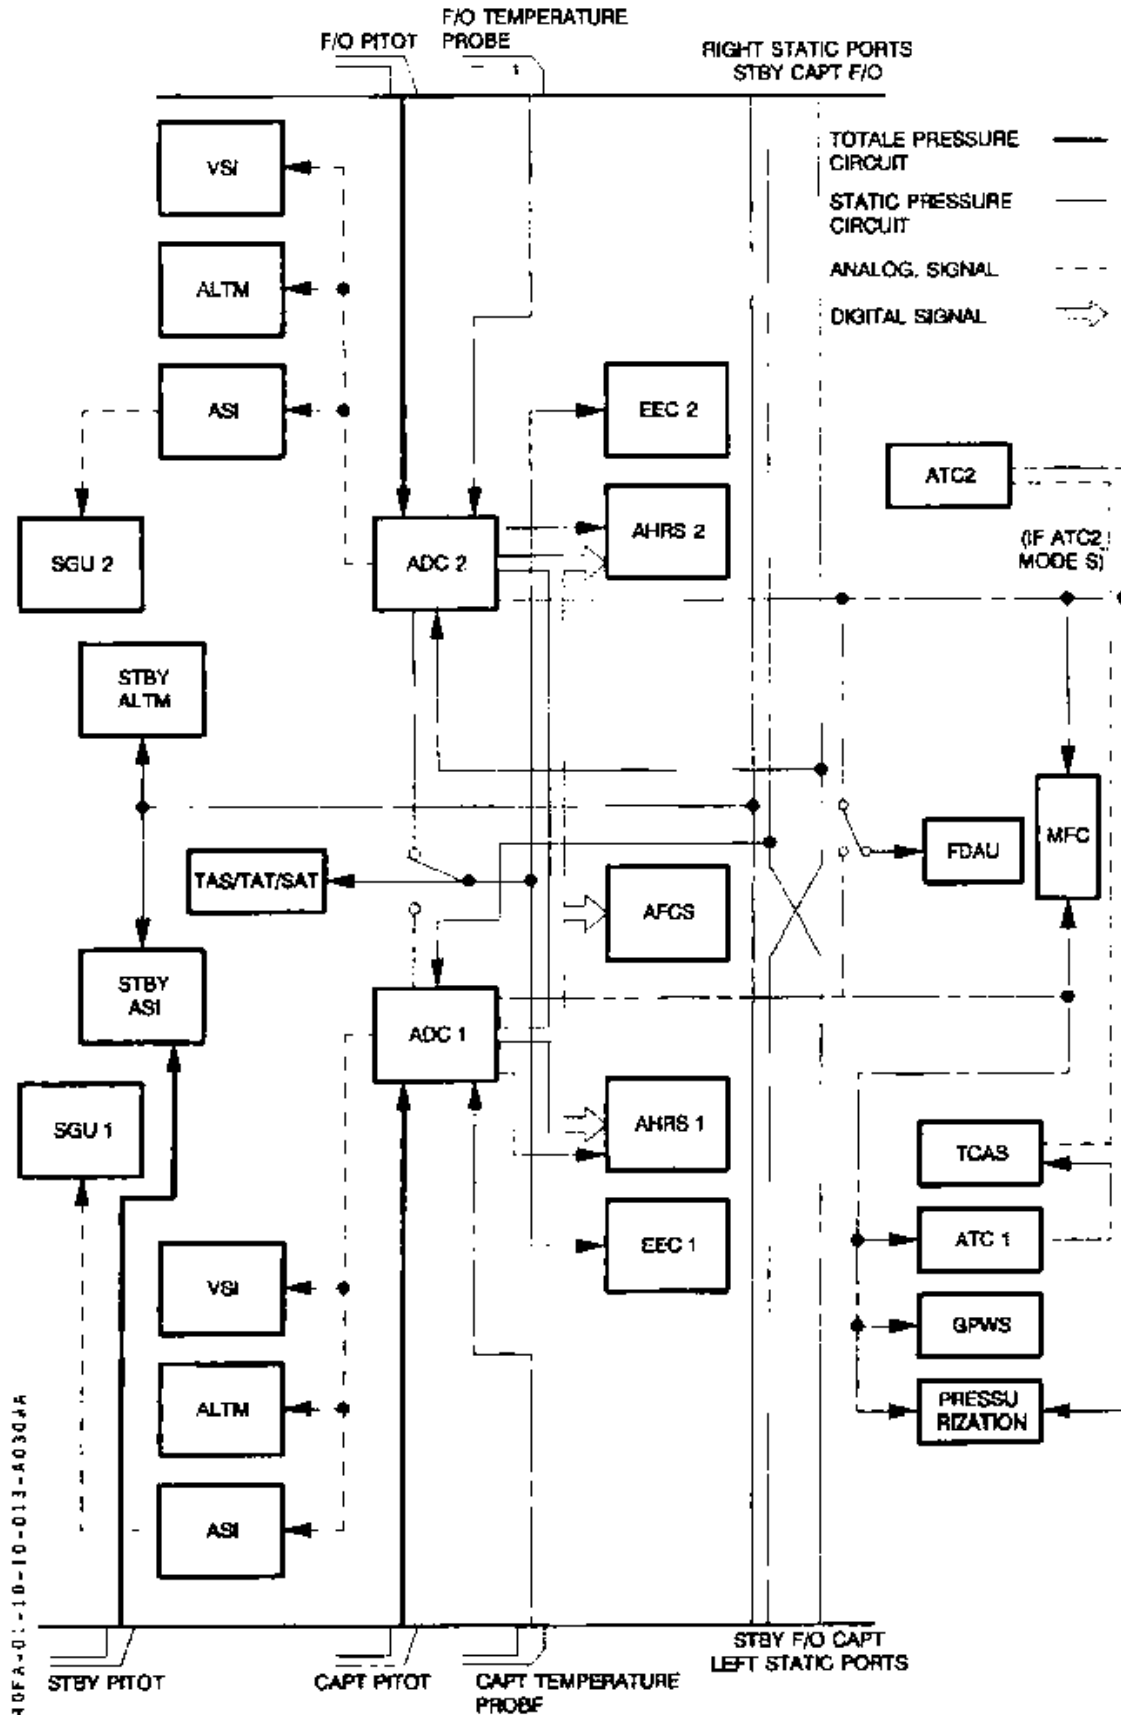 F/O TEMPERATURE
PROBE
F/O PITOT
RIGHT STATIC PORTS
STBY CAPT F/O
TOTALE PRESSURE
CIRCUIT
STATIC PRESSURE
CIRCUIT
ANALOG. SIGNAL
DIGITAL SIGNAL
VSI
ALTM
ASI
EEC 2
ATC2
SGU 2
ADC 2
AHRS 2
(IF ATC2
MODE S)
STBY
ALTM
TAS/TAT/SAT
FDAU
MFC
AFCS
STBY
ASI
ADC 1
SGU 1
AHRS 1
TCAS
EEC 1
ATC 1
VSI
GPWS
ALTM
PRESSU
RIZATION
ASI
STBY PITOT
CAPT PITOT
CAPT TEMPERATURE
PROBE
STBY F/O CAPT
LEFT STATIC PORTS